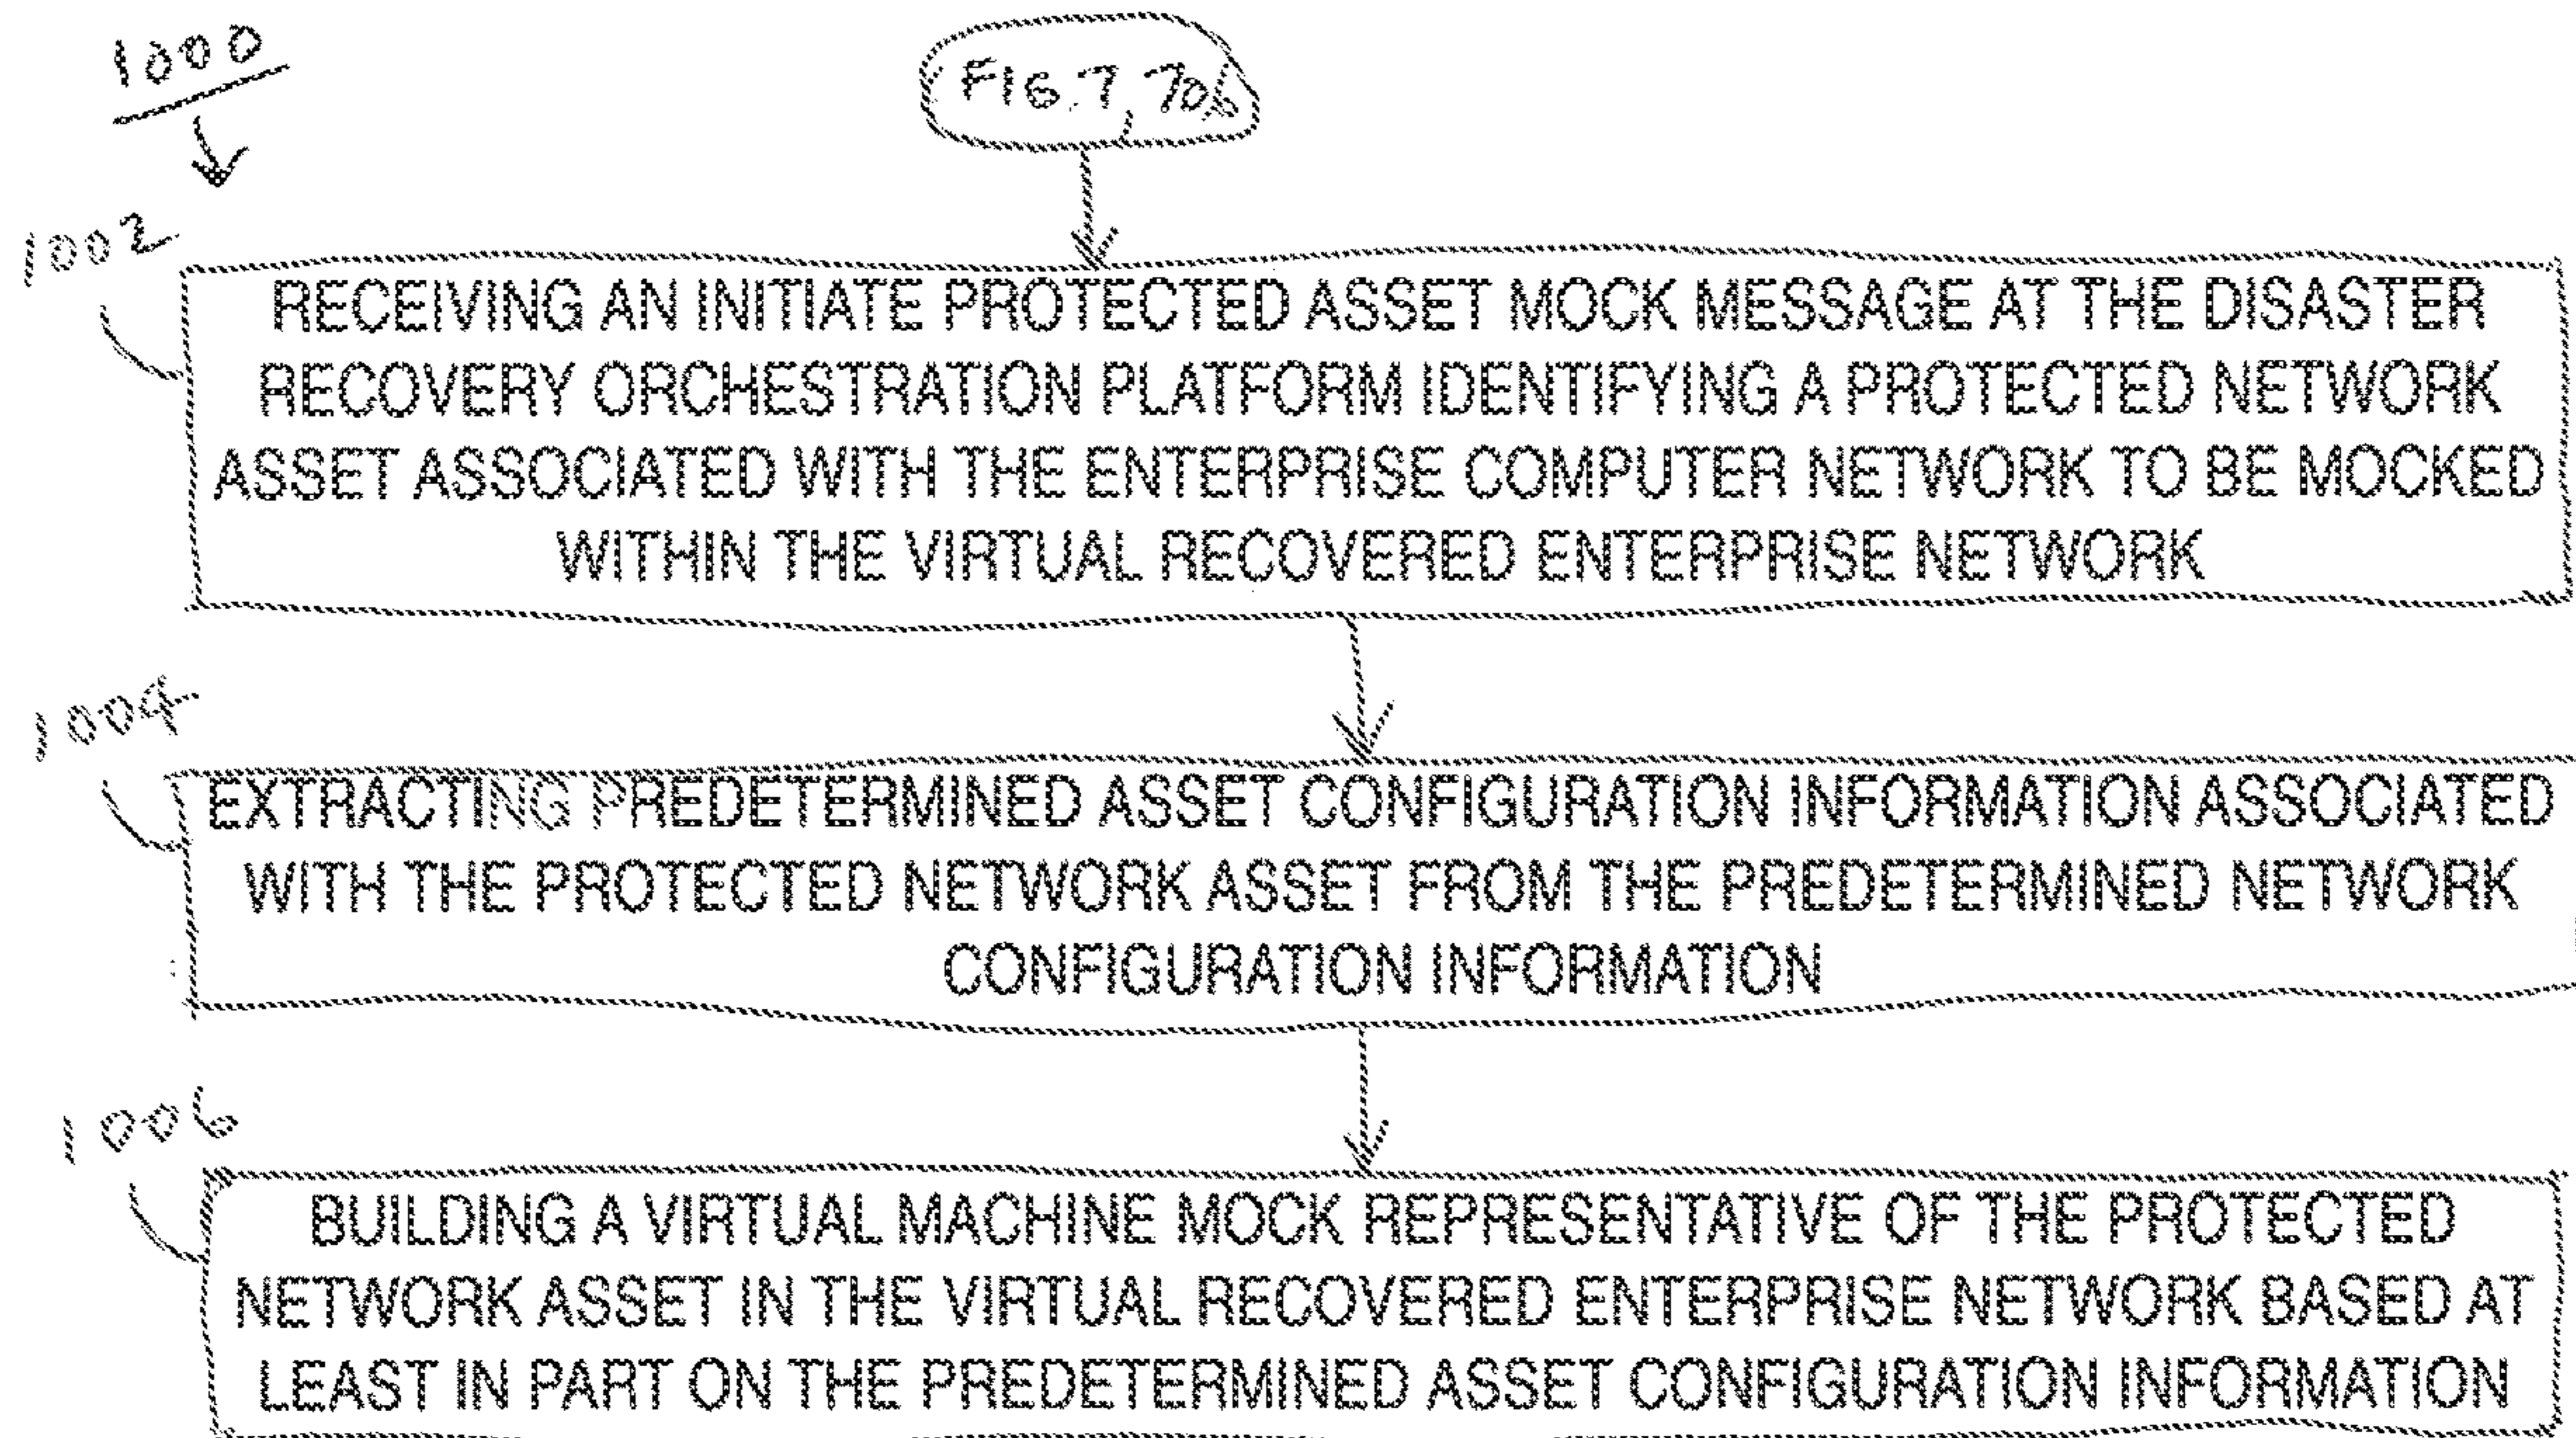 1000
FIG. 7, 706
1002
RECEIVING AN INITIATE PROTECTED ASSET MOCK MESSAGE AT THE DISASTER
RECOVERY ORCHESTRATION PLATFORM IDENTIFYING A PROTECTED NETWORK
ASSET ASSOCIATED WITH THE ENTERPRISE COMPUTER NETWORK TO BE MOCKED
WITHIN THE VIRTUAL RECOVERED ENTERPRISE NETWORK
1004
EXTRACTING PREDETERMINED ASSET CONFIGURATION INFORMATION ASSOCIATED
WITH THE PROTECTED NETWORK ASSET FROM THE PREDETERMINED NETWORK
CONFIGURATION INFORMATION
1006
BUILDING A VIRTUAL MACHINE MOCK REPRESENTATIVE OF THE PROTECTED
NETWORK ASSET IN THE VIRTUAL RECOVERED ENTERPRISE NETWORK BASED AT
LEAST IN PART ON THE PREDETERMINED ASSET CONFIGURATION INFORMATION